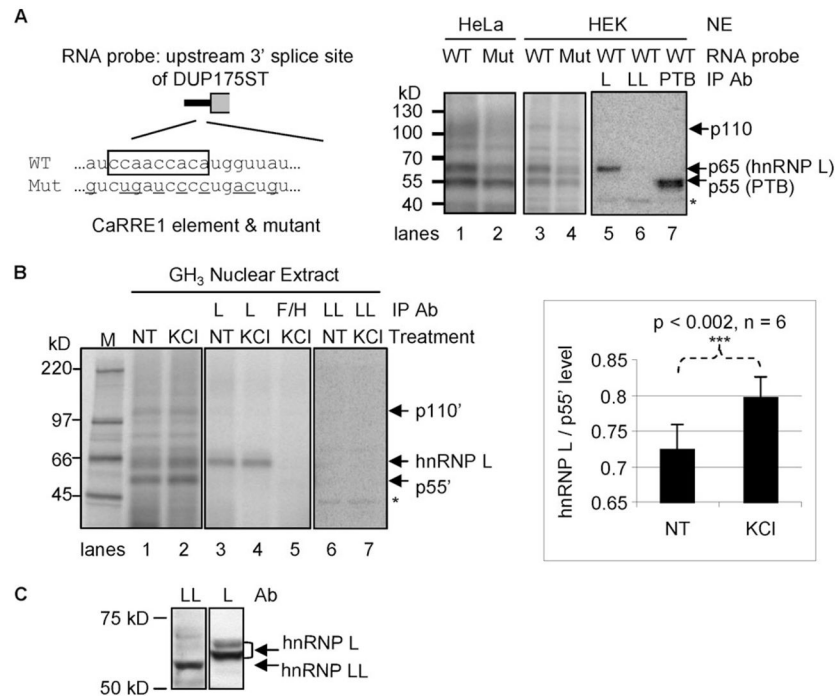 A
RNA probe: upstream 3’ splice site
of DUP175ST
WT …auccaaccacaugguuau…
Mut …gucugauccccugacugu…
CaRRE1 element & mutant
HeLa HEK NE
WT Mut WT Mut WT WT WT RNA probe
L LL PTB IP Ab
kD
130
100
70
55
40
p110
p65 (hnRNP L)
p55 (PTB)
*
lanes 1 2 3 4 5 6 7
B
GH3 Nuclear Extract
L L F/H LL LL IP Ab
kD M NT KCl NT KCl KCl NT KCl Treatment
220
97
66
45
p110’
hnRNP L
p55’
*
lanes 1 2 3 4 5 6 7
p < 0.002, n = 6
***
hnRNP L / p55’ level
0.85
0.8
0.75
0.7
0.65
NT KCl
C
LL L Ab
75 kD
50 kD
hnRNP L
hnRNP LL